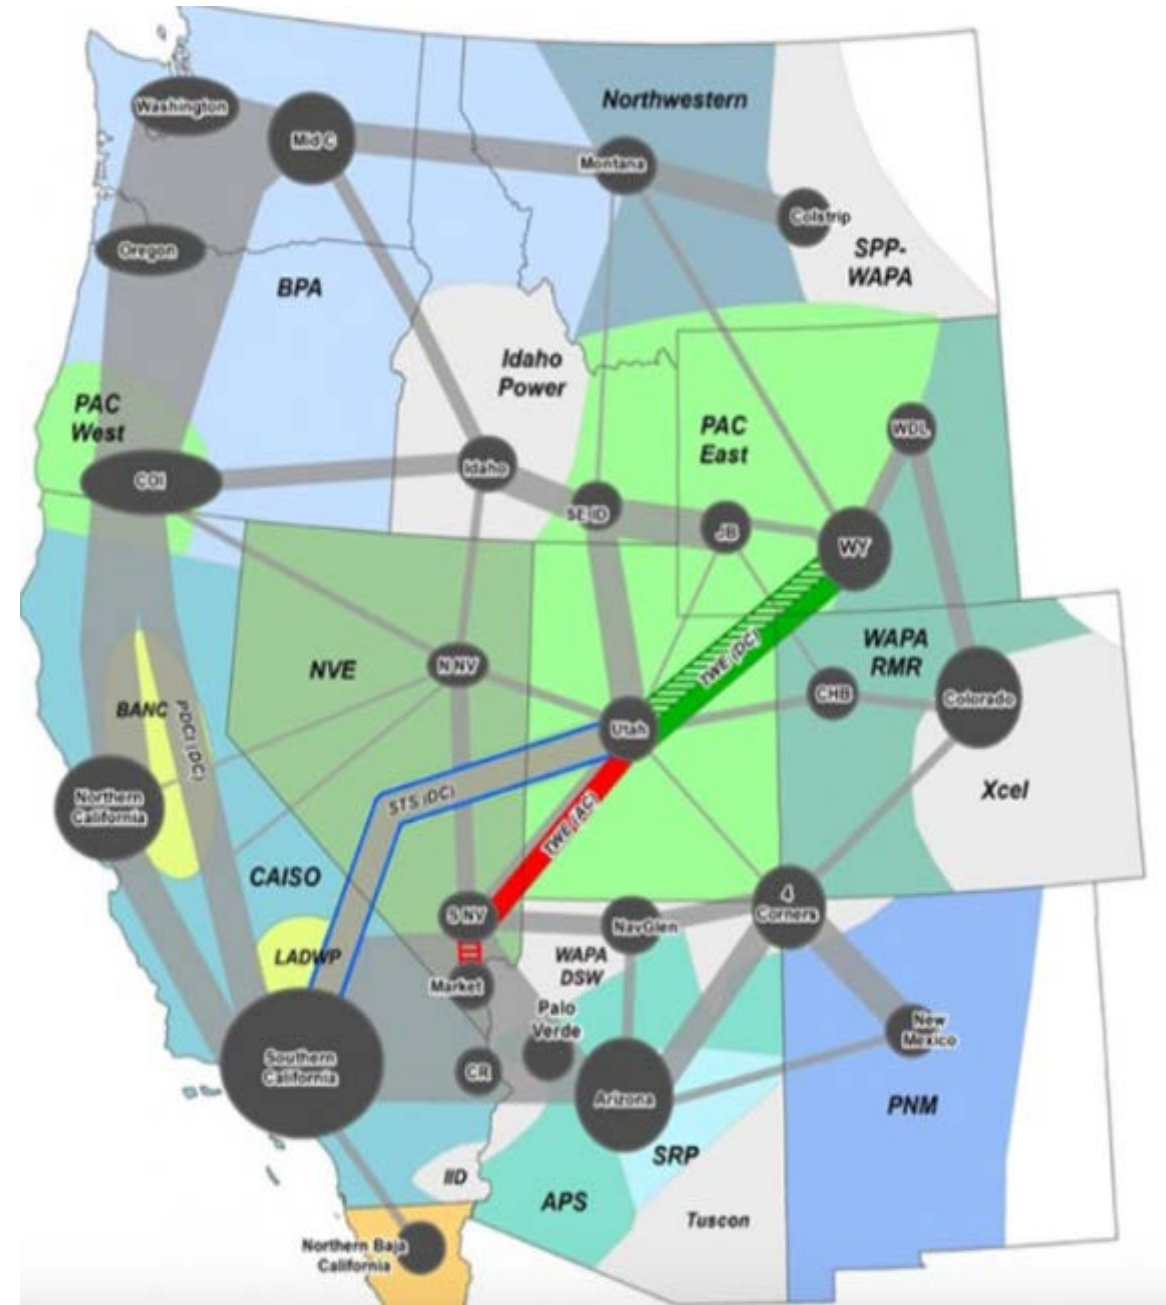 Northwestern
Washington
Mid C
Montana
Colstrip
Oregon
SPP-
WAPA
BPA
Idaho
Power
PAC
West
PAC
East
WDL
COI
Idaho
SE ID
JB
WY
WAPA
RMR
NVE
N NV
TWE (DC)
CHB
Colorado
BANC
PDCI (DC)
Utah
Xcel
Northern
California
STS (DC)
TWE (AC)
CAISO
S NV
NavGlen
4
Corners
LADWP
WAPA
DSW
Market
Palo
Verde
New
Mexico
Southern
California
CR
Arizona
PNM
SRP
IID
APS
Tuscon
Northern Baja
California